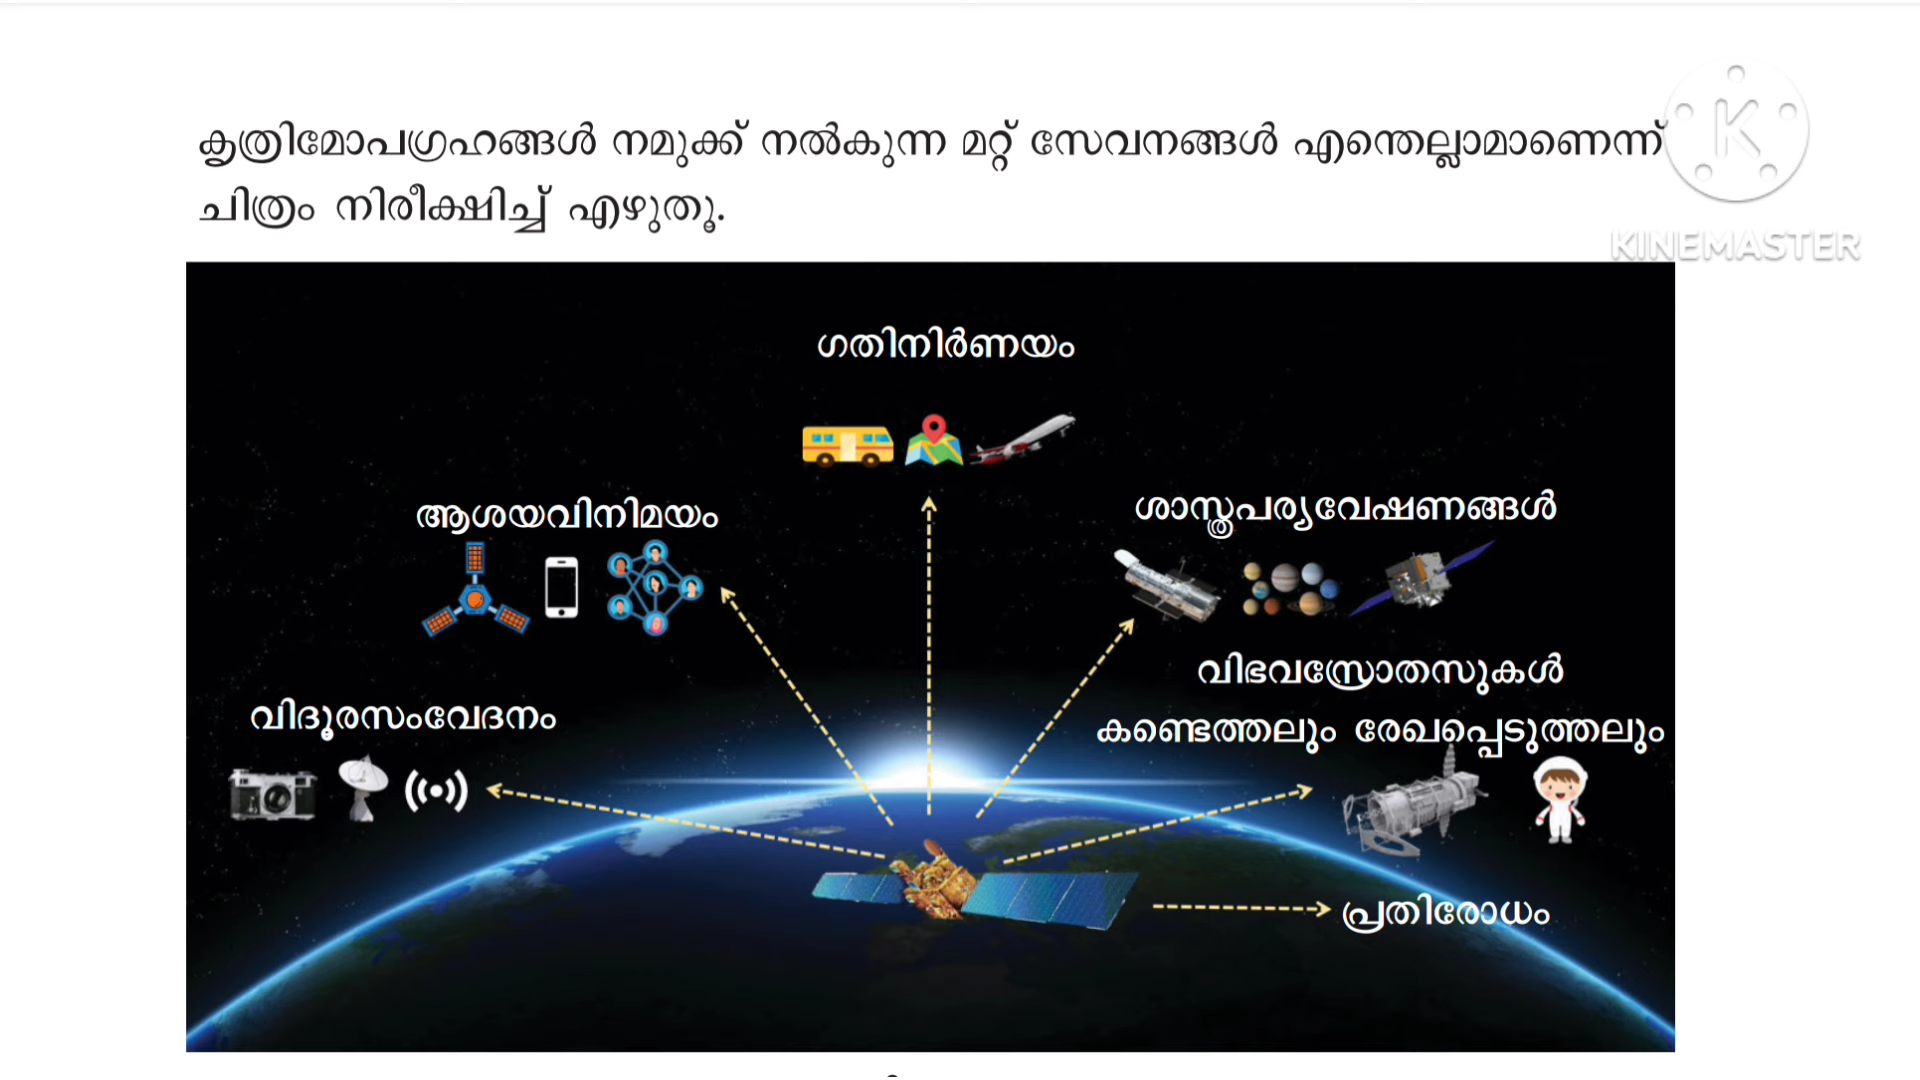 കൃത്രിമോപഗ്രഹങ്ങൾ നമുക്ക് നൽകുന്ന മറ്റ് സേവനങ്ങൾ എന്തെല്ലാമാണെന്ന്
ചിത്രം നിരീക്ഷിച്ച് എഴുതൂ.
KINEMASTER
ഗതിനിർണയം
ആശയവിനിമയം
ശാസ്ത്രപര്യവേഷണങ്ങൾ
വിദൂരസംവേദനം
വിഭവസ്രോതസുകൾ
കണ്ടെത്തലും രേഖപ്പെടുത്തലും
പ്രതിരോധം